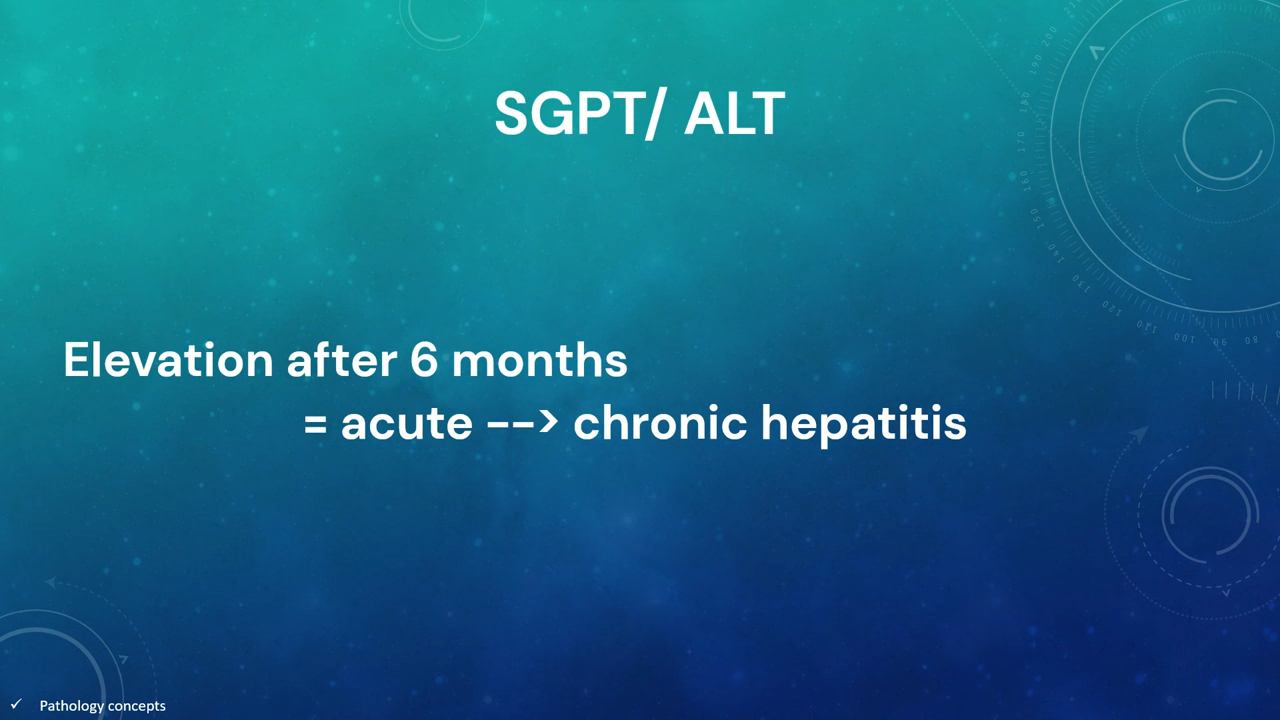 SGPT/ ALT
Elevation after 6 months
= acute --> chronic hepatitis
✓ Pathology concepts